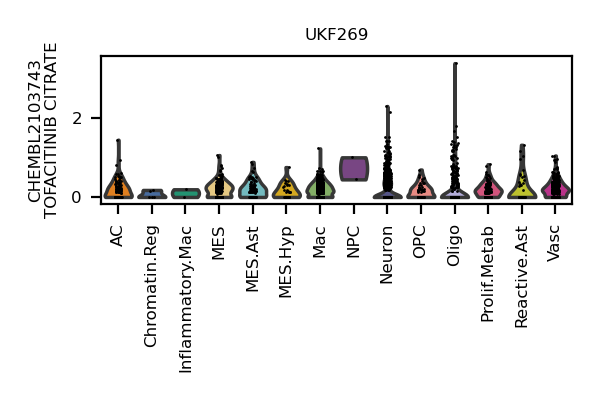 UKF269
CHEMBL2103743
TOFACITINIB CITRATE
2
0
AC
Chromatin.Reg
Inflammatory.Mac
MES
MES.Ast
MES.Hyp
Mac
NPC
Neuron
OPC
Oligo
Prolif.Metab
Reactive.Ast
Vasc